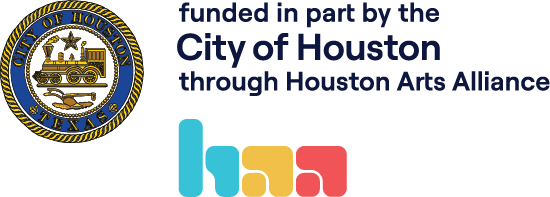 CITY OF HOUSTON
TEXAS
funded in part by the
City of Houston
through Houston Arts Alliance
haa